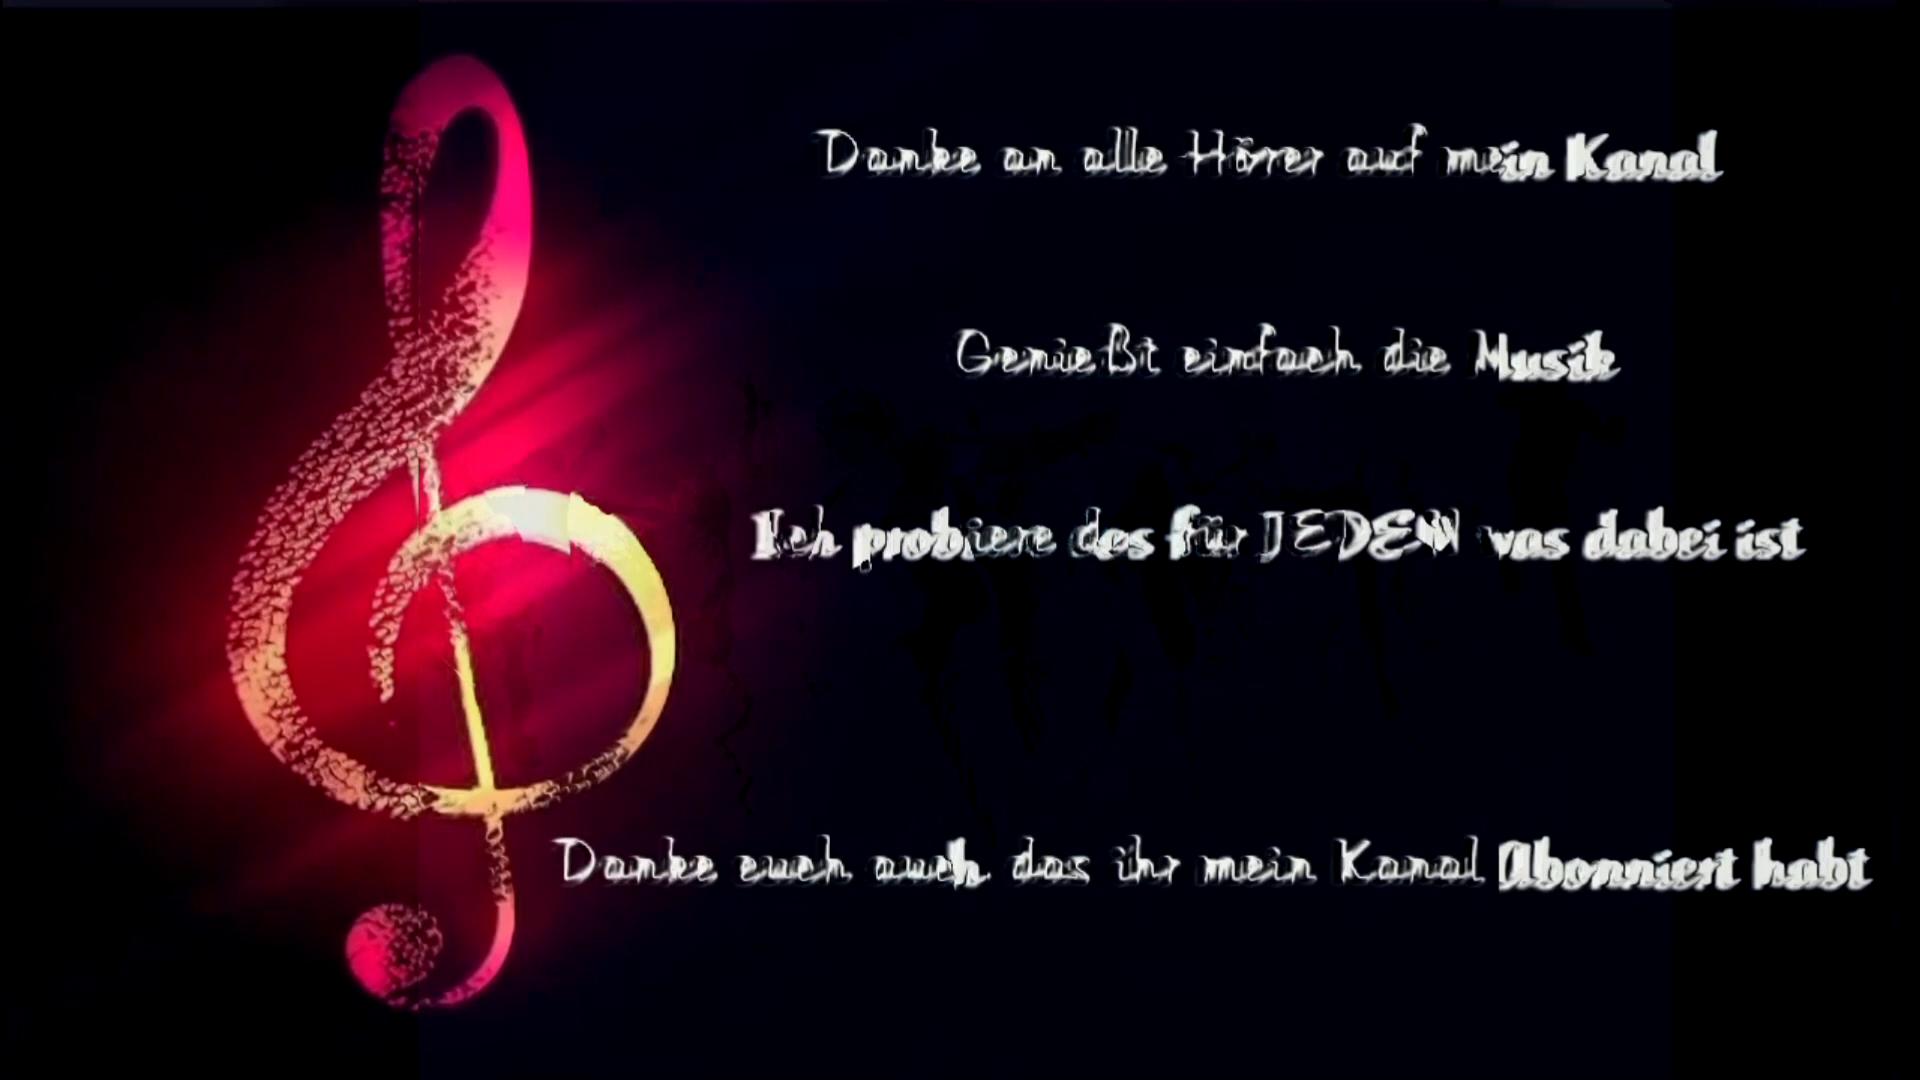 Danke an alle Hörer auf mein Kanal
Genießt einfach die Musik
Ich probiere das für JEDEN was dabei ist
Danke euch auch das ihr mein Kanal Abonniert habt